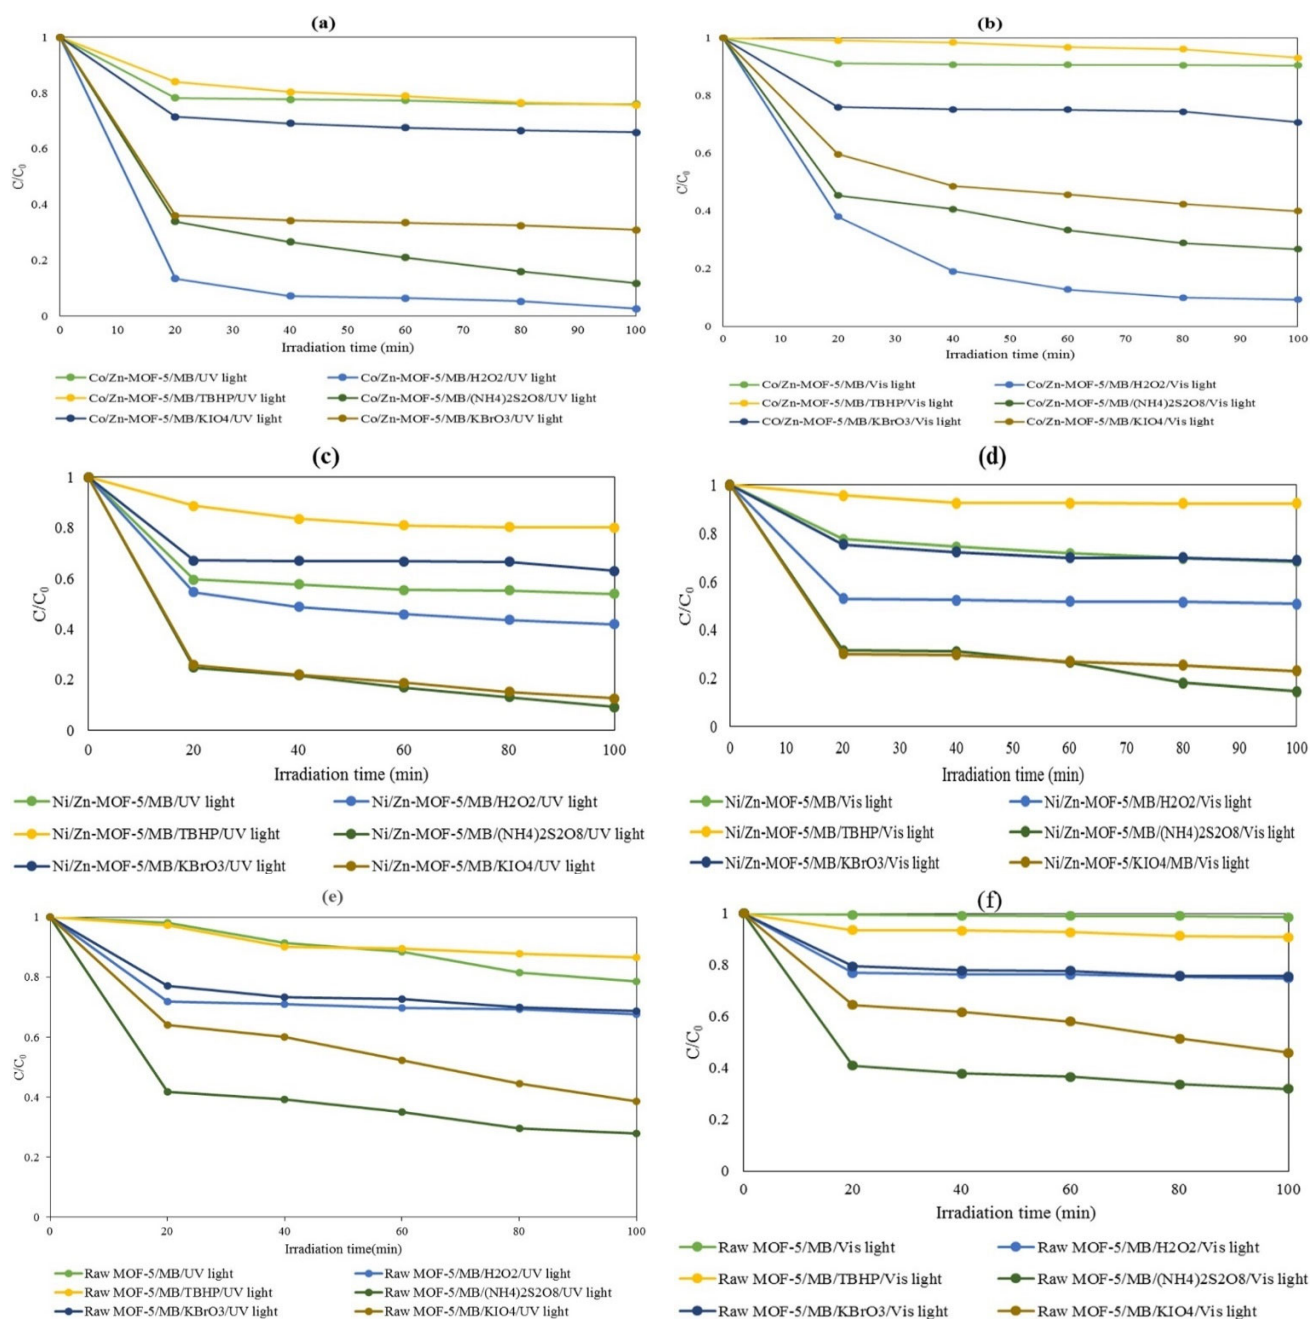 (a)
1
0.8
0.6
0.4
0.2
0
C/C0
0 10 20 30 40 50 60 70 80 90 100
Irradiation time (min)
Co/Zn-MOF-5/MB/UV light Co/Zn-MOF-5/MB/H2O2/UV light
Co/Zn-MOF-5/MB/TBHP/UV light Co/Zn-MOF-5/MB/(NH4)2S2O8/UV light
Co/Zn-MOF-5/MB/KIO4/UV light Co/Zn-MOF-5/MB/KBrO3/UV light
(b)
1
0.8
0.6
0.4
0.2
0
C/C0
0 10 20 30 40 50 60 70 80 90 100
Irradiation time (min)
Co/Zn-MOF-5/MB/Vis light Co/Zn-MOF-5/MB/H2O2/Vis light
Co/Zn-MOF-5/MB/TBHP/Vis light Co/Zn-MOF-5/MB/(NH4)2S2O8/Vis light
CO/Zn-MOF-5/MB/KBrO3/Vis light Co/Zn-MOF-5/MB/KIO4/Vis light
(c)
1
0.8
0.6
0.4
0.2
0
C/C0
0 20 40 60 80 100
Irradiation time (min)
Ni/Zn-MOF-5/MB/UV light Ni/Zn-MOF-5/MB/H2O2/UV light
Ni/Zn-MOF-5/MB/TBHP/UV light Ni/Zn-MOF-5/MB/(NH4)2S2O8/UV light
Ni/Zn-MOF-5/MB/KBrO3/UV light Ni/Zn-MOF-5/MB/KIO4/UV light
(d)
1
0.8
0.6
0.4
0.2
0
C/C0
0 10 20 30 40 50 60 70 80 90 100
Irradiation time (min)
Ni/Zn-MOF-5/MB/Vis light Ni/Zn-MOF-5/MB/H2O2/Vis light
Ni/Zn-MOF-5/MB/TBHP/Vis light Ni/Zn-MOF-5/MB/(NH4)2S2O8/Vis light
Ni/Zn-MOF-5/MB/KBrO3/Vis light Ni/Zn-MOF-5/KIO4/MB/Vis light
(e)
1
0.8
0.6
0.4
0.2
0
C/C0
0 20 40 60 80 100
Irradiation time(min)
Raw MOF-5/MB/UV light Raw MOF-5/MB/H2O2/UV light
Raw MOF-5/MB/TBHP/UV light Raw MOF-5/MB/(NH4)2S2O8/UV light
Raw MOF-5/MB/KBrO3/UV light Raw MOF-5/MB/KIO4/UV light
(f)
1
0.8
0.6
0.4
0.2
0
C/C0
0 20 40 60 80 100
Irradiation time (min)
Raw MOF-5/MB/Vis light Raw MOF-5/MB/H2O2/Vis light
Raw MOF-5/MB/TBHP/Vis light Raw MOF-5/MB/(NH4)2S2O8/Vis light
Raw MOF-5/MB/KBrO3/Vis light Raw MOF-5/MB/KIO4/Vis light